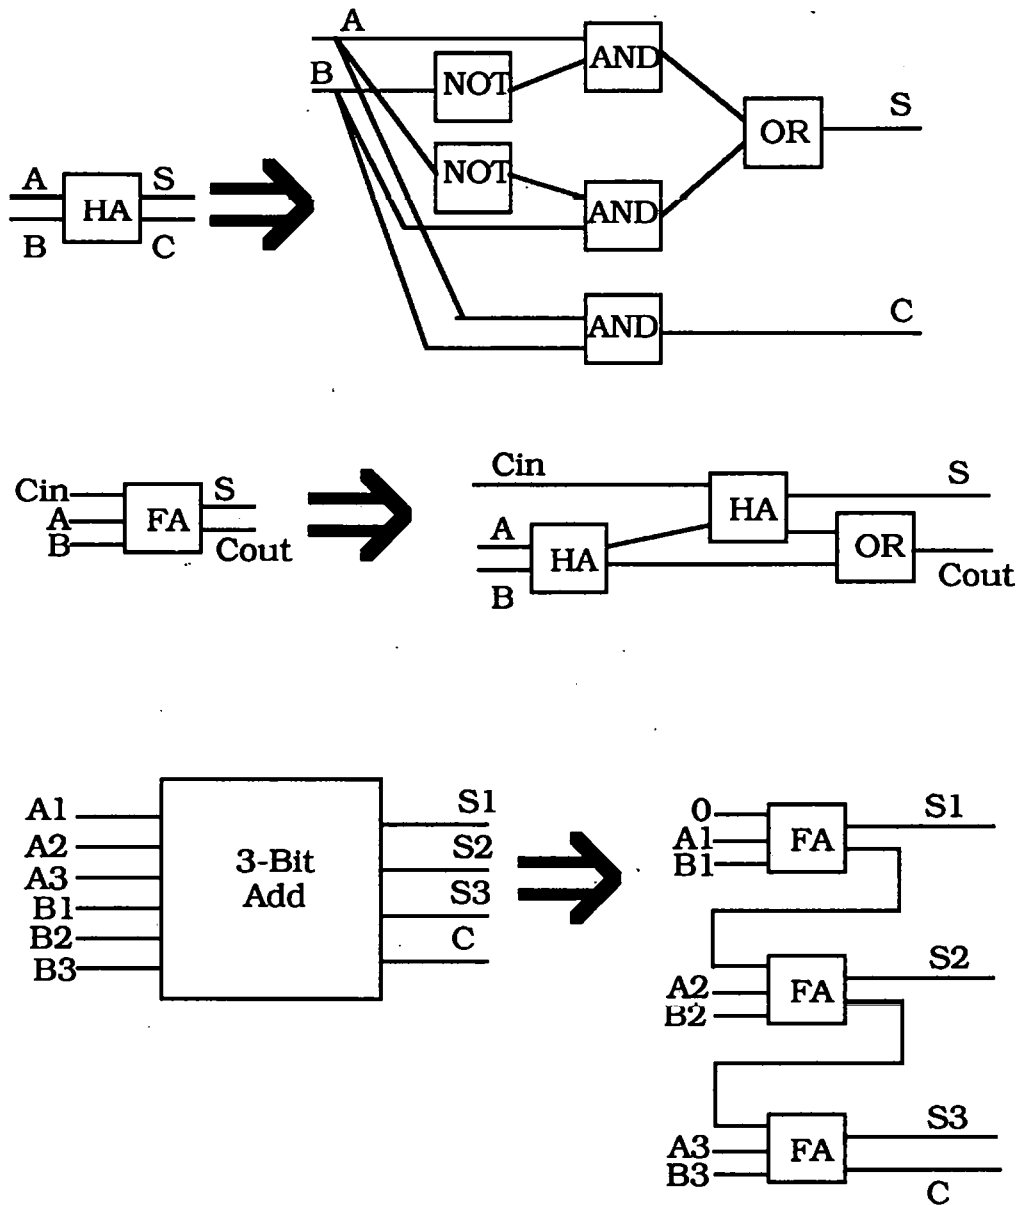 A
B
NOT
AND
NOT
AND
OR
S
AND
C
A
B
HA
S
C
Cin
A
B
FA
S
Cout
Cin
A
B
HA
HA
OR
S
Cout
A1
A2
A3
B1
B2
B3
3-Bit
Add
S1
S2
S3
C
0
A1
B1
FA
S1
A2
B2
FA
S2
A3
B3
FA
S3
C